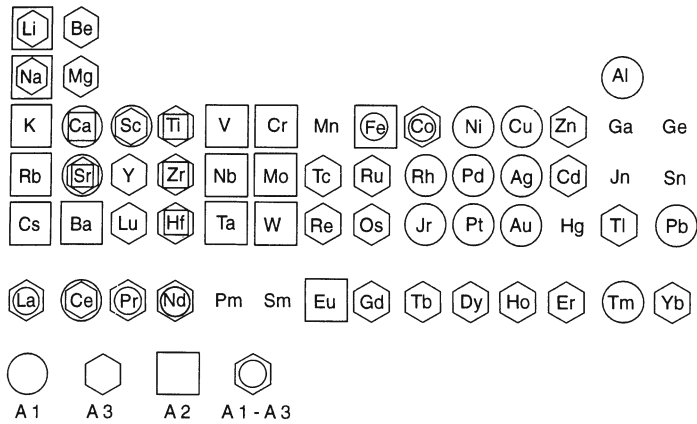 Li Be
Na Mg Al
K Ca Sc Ti V Cr Mn Fe Co Ni Cu Zn Ga Ge
Rb Sr Y Zr Nb Mo Tc Ru Rh Pd Ag Cd Jn Sn
Cs Ba Lu Hf Ta W Re Os Jr Pt Au Hg Tl Pb
La Ce Pr Nd Pm Sm Eu Gd Tb Dy Ho Er Tm Yb
A1 A3 A2 A1-A3